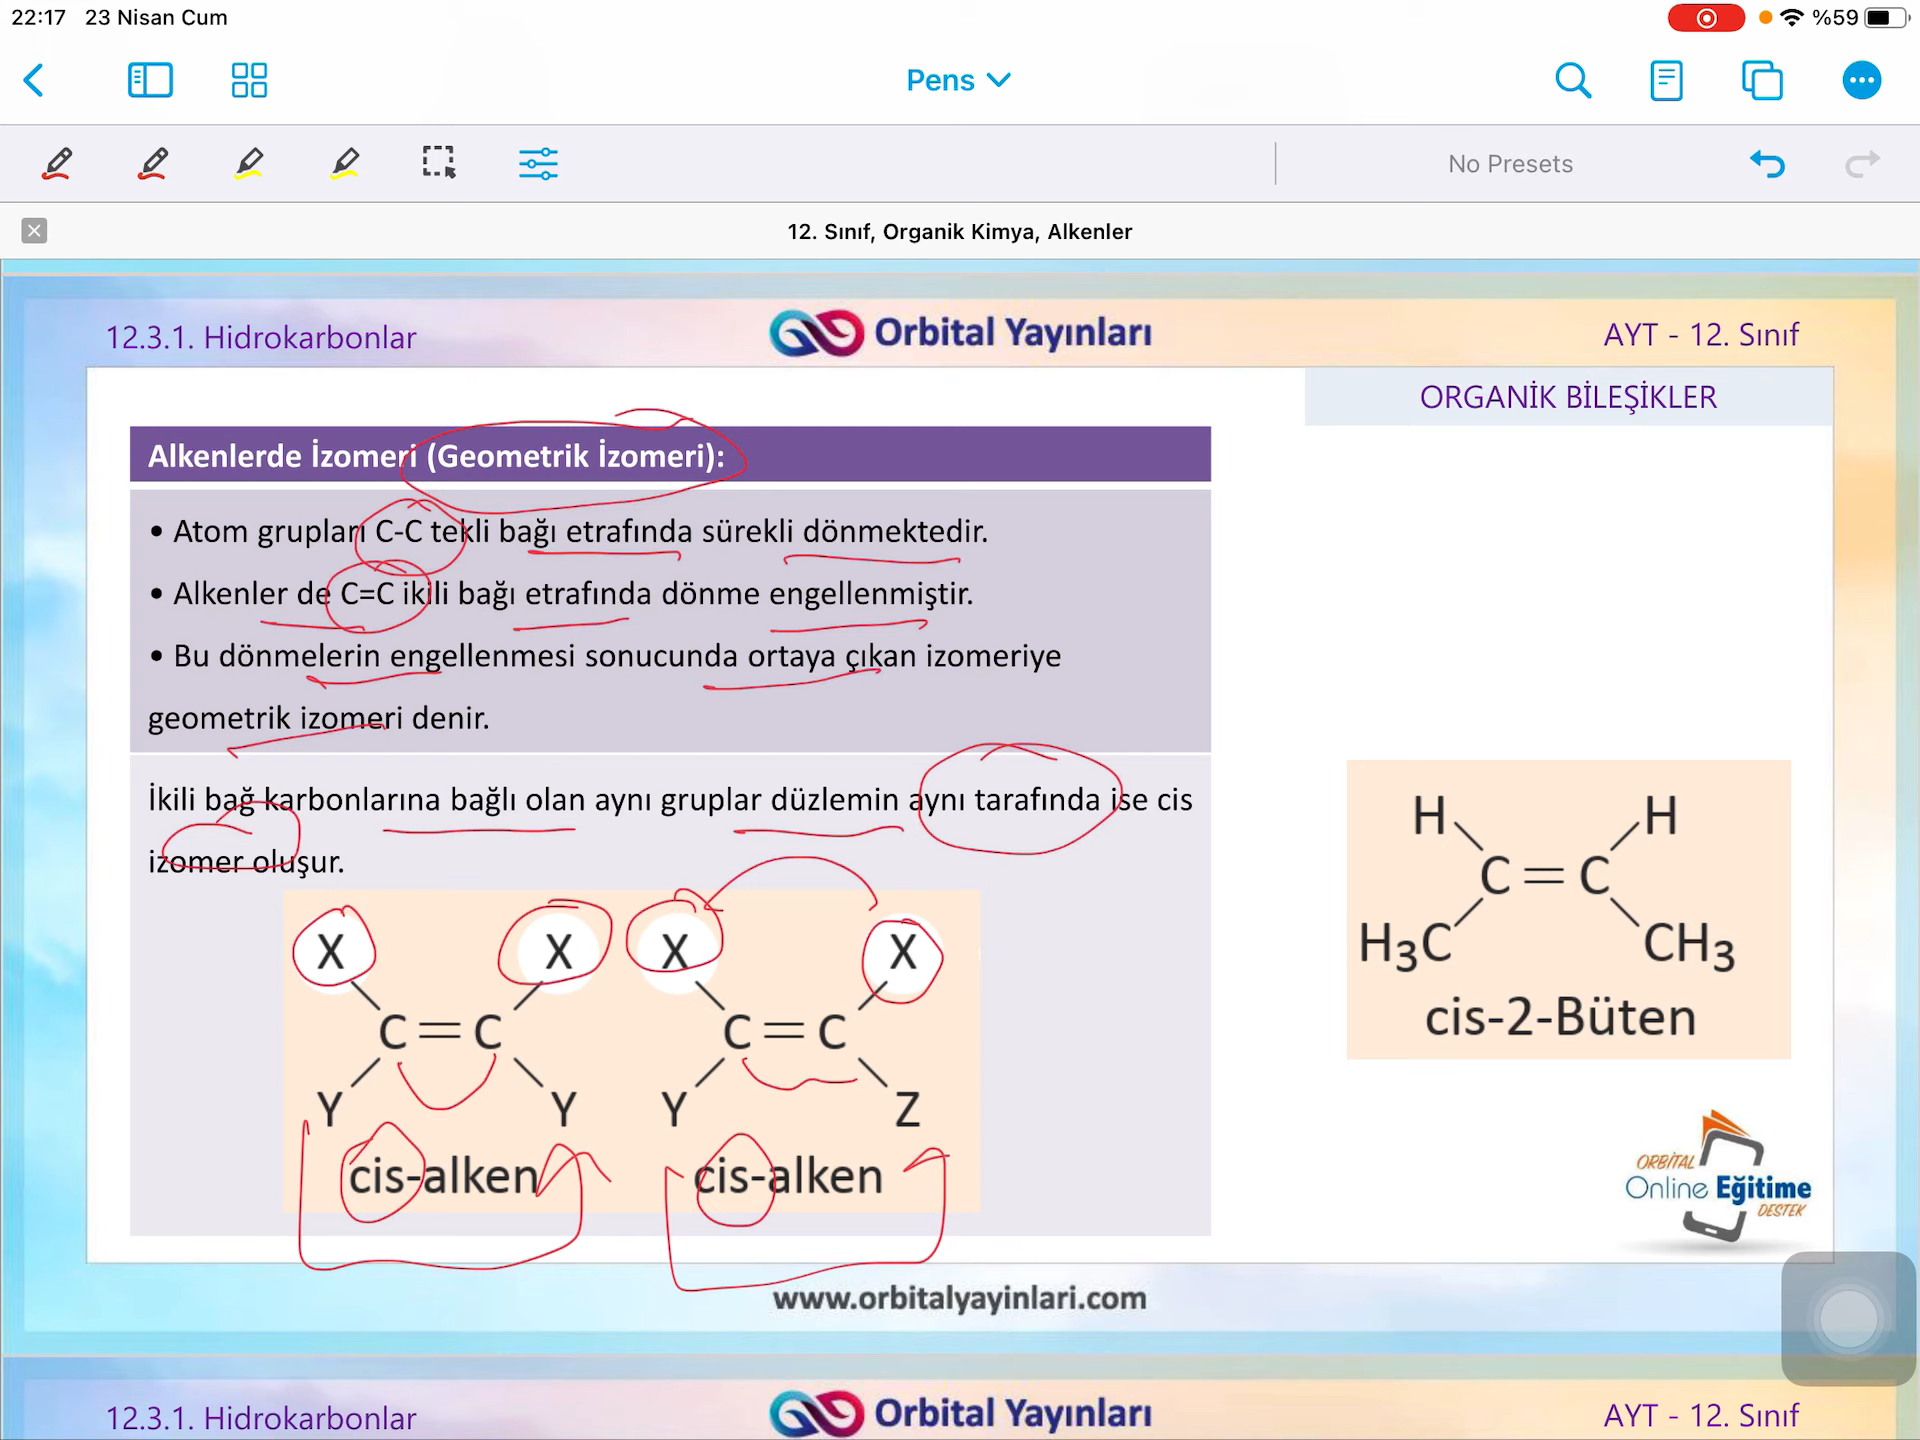 22:17 23 Nisan Cum
%59
Pens
No Presets
12. Sınıf, Organik Kimya, Alkenler
12.3.1. Hidrokarbonlar
Orbital Yayınları
AYT - 12. Sınıf
ORGANİK BİLEŞİKLER
Alkenlerde İzomeri (Geometrik İzomeri):
• Atom grupları C-C tekli bağı etrafında sürekli dönmektedir.
• Alkenler de C=C ikili bağı etrafında dönme engellenmiştir.
• Bu dönmelerin engellenmesi sonucunda ortaya çıkan izomeriye
geometrik izomeri denir.
İkili bağ karbonlarına bağlı olan aynı gruplar düzlemin aynı tarafında ise cis
izomer oluşur.
X X
C=C
Y Y
cis-alken
X X
C=C
Y Z
cis-alken
H H
C=C
H3C CH3
cis-2-Büten
ORBİTAL
Online Eğitime
DESTEK
www.orbitalyayinlari.com
12.3.1. Hidrokarbonlar
Orbital Yayınları
AYT - 12. Sınıf